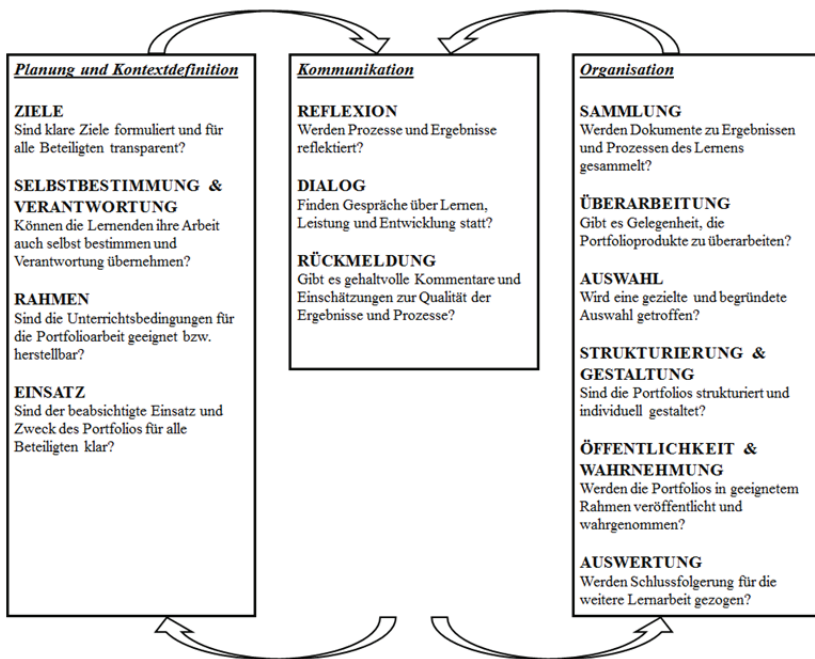 Planung und Kontextdefinition
ZIELE
Sind klare Ziele formuliert und für
alle Beteiligten transparent?
SELBSTBESTIMMUNG &
VERANTWORTUNG
Können die Lernenden ihre Arbeit
auch selbst bestimmen und
Verantwortung übernehmen?
RAHMEN
Sind die Unterrichtsbedingungen für
die Portfolioarbeit geeignet bzw.
herstellbar?
EINSATZ
Sind der beabsichtigte Einsatz und
Zweck des Portfolios für alle
Beteiligten klar?
Kommunikation
REFLEXION
Werden Prozesse und Ergebnisse
reflektiert?
DIALOG
Finden Gespräche über Lernen,
Leistung und Entwicklung statt?
RÜCKMELDUNG
Gibt es gehaltvolle Kommentare und
Einschätzungen zur Qualität der
Ergebnisse und Prozesse?
Organisation
SAMMLUNG
Werden Dokumente zu Ergebnissen
und Prozessen des Lernens
gesammelt?
ÜBERARBEITUNG
Gibt es Gelegenheit, die
Portfolioprodukte zu überarbeiten?
AUSWAHL
Wird eine gezielte und begründete
Auswahl getroffen?
STRUKTURIERUNG &
GESTALTUNG
Sind die Portfolios strukturiert und
individuell gestaltet?
ÖFFENTLICHKEIT &
WAHRNEHMUNG
Werden die Portfolios in geeignetem
Rahmen veröffentlicht und
wahrgenommen?
AUSWERTUNG
Werden Schlussfolgerung für die
weitere Lernarbeit gezogen?